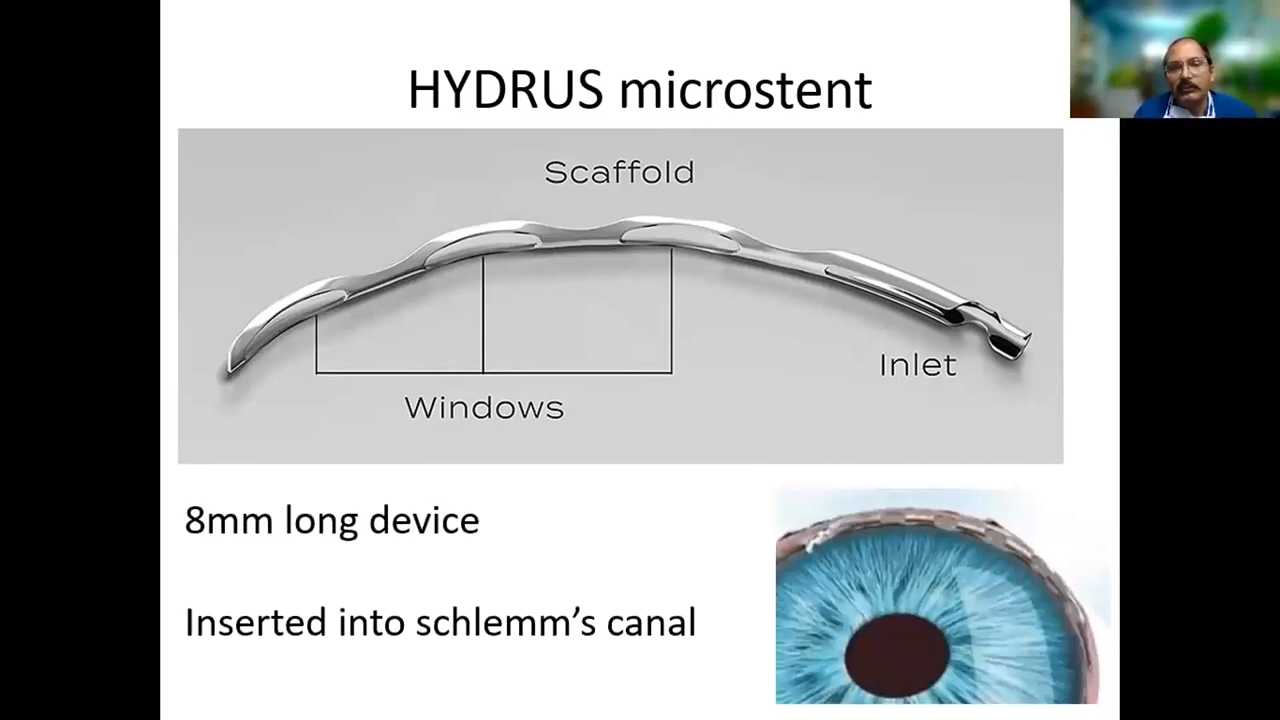 HYDRUS microstent
Scaffold
Inlet
Windows
8mm long device
Inserted into schlemm’s canal